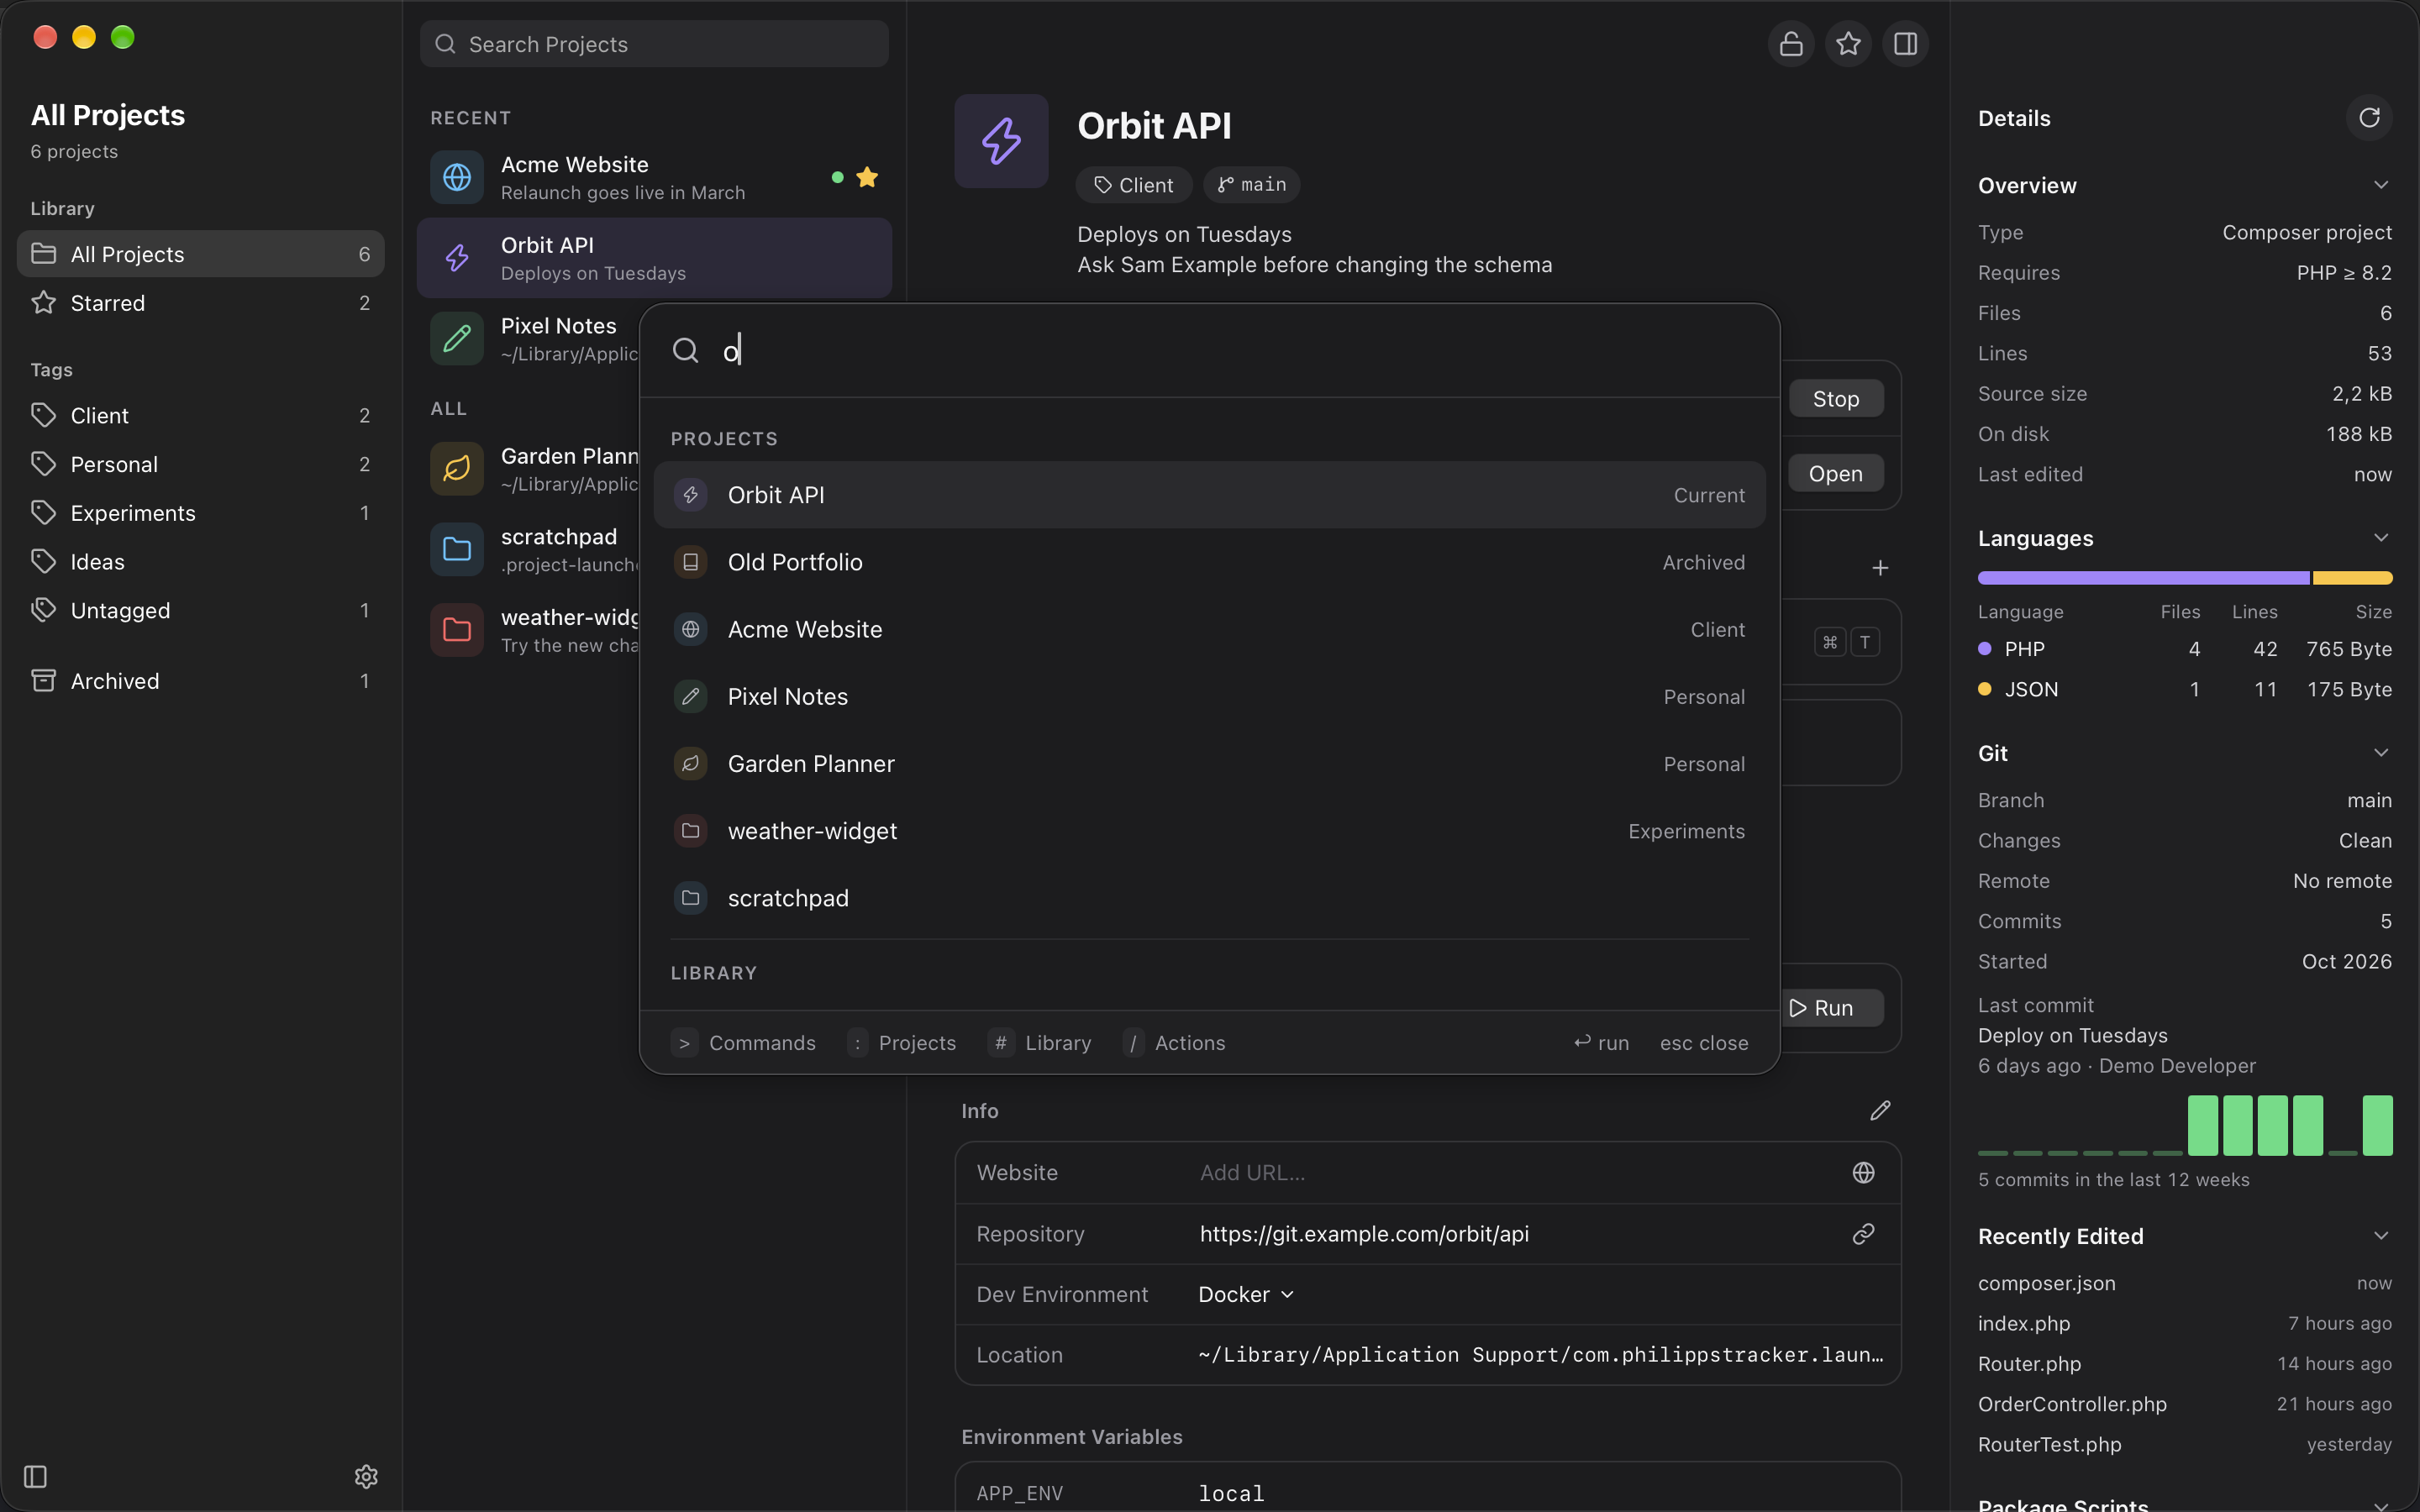 All Projects
6 projects
Library
All Projects 6
Starred 2
Tags
Client 2
Personal 2
Experiments 1
Ideas
Untagged 1
Archived 1
Search Projects
RECENT
Acme Website
Relaunch goes live in March
Orbit API
Deploys on Tuesdays
Pixel Notes
~/Library/Applic
ALL
Garden Plann
~/Library/Applic
scratchpad
.project-launch
weather-widg
Try the new cha
Orbit API
Client main
Deploys on Tuesdays
Ask Sam Example before changing the schema
Stop
Open
⌘ T
Run
o
PROJECTS
Orbit API Current
Old Portfolio Archived
Acme Website Client
Pixel Notes Personal
Garden Planner Personal
weather-widget Experiments
scratchpad
LIBRARY
> Commands : Projects # Library / Actions ↩ run esc close
Info
Website Add URL...
Repository https://git.example.com/orbit/api
Dev Environment Docker
Location ~/Library/Application Support/com.philippstracker.laun…
Environment Variables
APP_ENV local
Details
Overview
Type Composer project
Requires PHP ≥ 8.2
Files 6
Lines 53
Source size 2,2 kB
On disk 188 kB
Last edited now
Languages
Language Files Lines Size
PHP 4 42 765 Byte
JSON 1 11 175 Byte
Git
Branch main
Changes Clean
Remote No remote
Commits 5
Started Oct 2026
Last commit
Deploy on Tuesdays
6 days ago · Demo Developer
5 commits in the last 12 weeks
Recently Edited
composer.json now
index.php 7 hours ago
Router.php 14 hours ago
OrderController.php 21 hours ago
RouterTest.php yesterday
Package Scripts